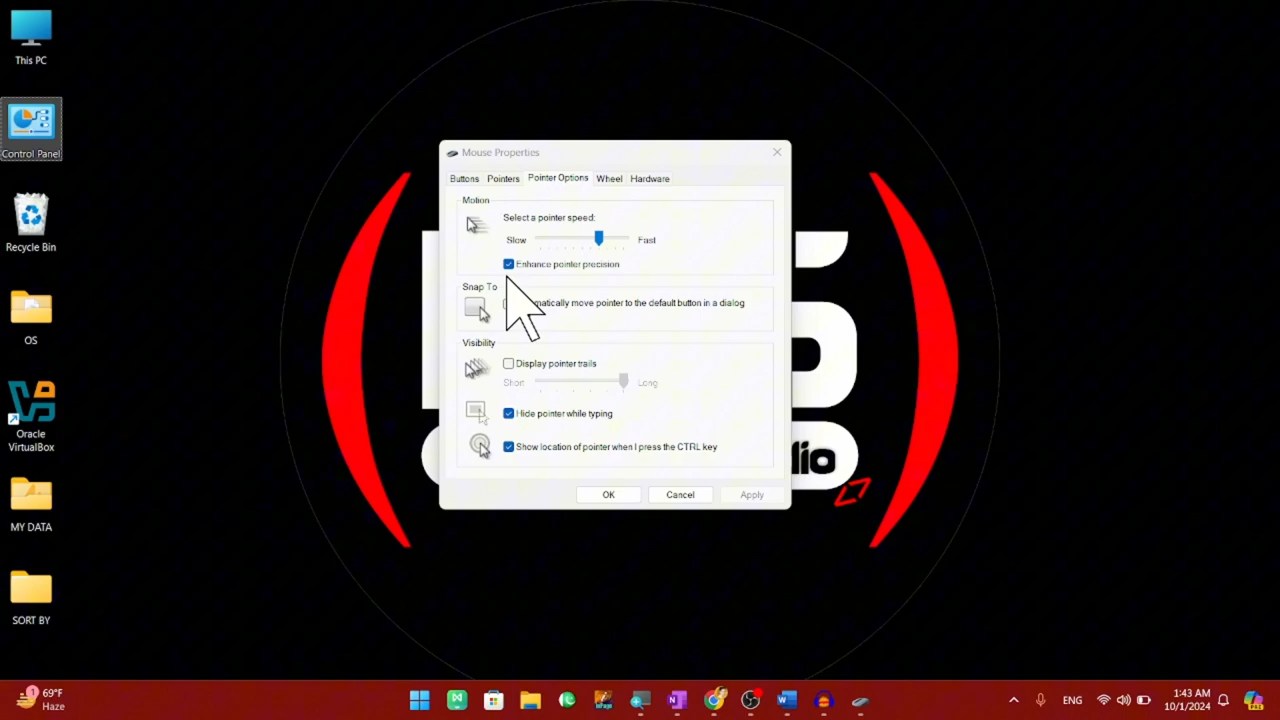 This PC
Control Panel
Recycle Bin
OS
Oracle
VirtualBox
MY DATA
SORT BY
Mouse Properties
Buttons Pointers Pointer Options Wheel Hardware
Motion
Select a pointer speed:
Slow Fast
Enhance pointer precision
Snap To
move pointer to the default button in a dialog
Visibility
Display pointer trails
Short Long
Hide pointer while typing
Show location of pointer when I press the CTRL key
OK Cancel Apply
1
69°F
Haze
ENG
1:43 AM
10/1/2024